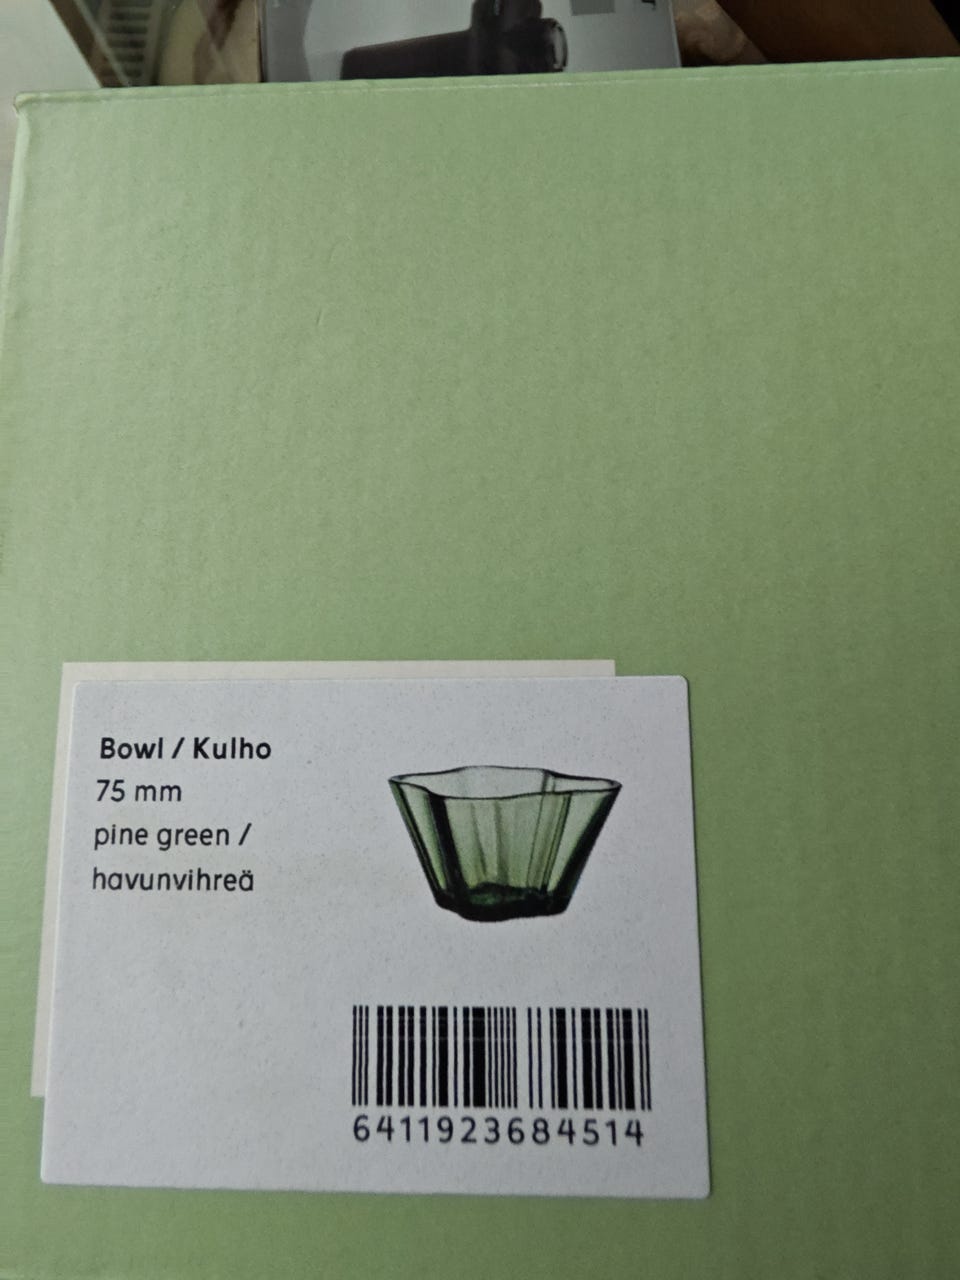 Bowl / Kulho
75 mm
pine green /
havunvihreä
6411923684514